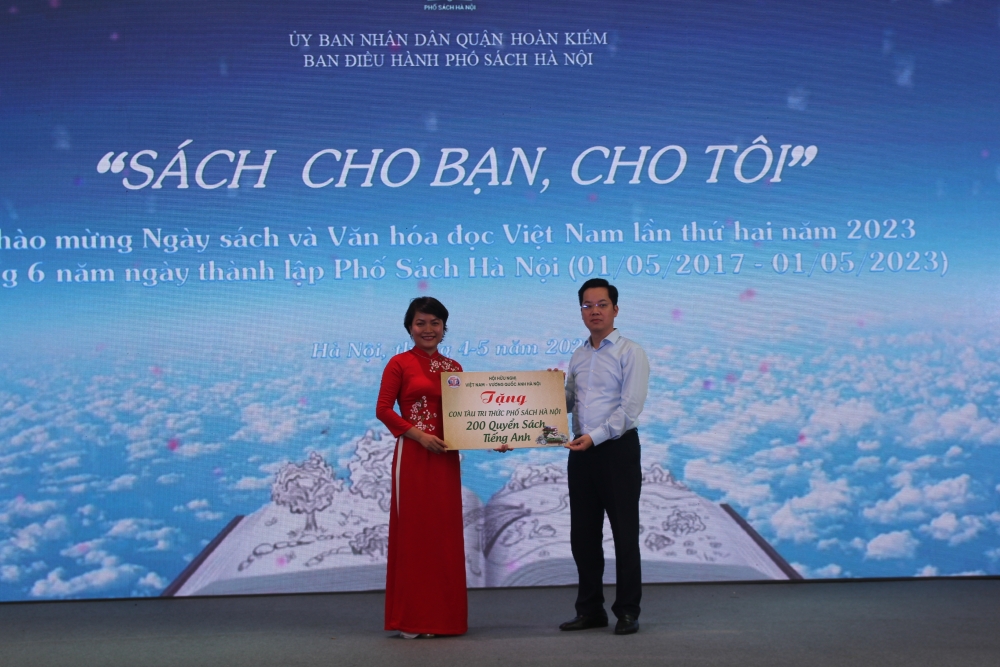 PHỐ SÁCH HÀ NỘI
ỦY BAN NHÂN DÂN QUẬN HOÀN KIẾM
BAN ĐIỀU HÀNH PHỐ SÁCH HÀ NỘI
“SÁCH CHO BẠN, CHO TÔI”
hào mừng Ngày sách và Văn hóa đọc Việt Nam lần thứ hai năm 2023
g 6 năm ngày thành lập Phố Sách Hà Nội (01/05/2017 - 01/05/2023)
Hà Nội, 4-5 năm
HỘI HỮU NGHỊ
VIỆT NAM - VƯƠNG QUỐC ANH HÀ NỘI
Tặng
CON TÀU TRI THỨC PHỐ SÁCH HÀ NỘI
200 Quyển Sách
Tiếng Anh